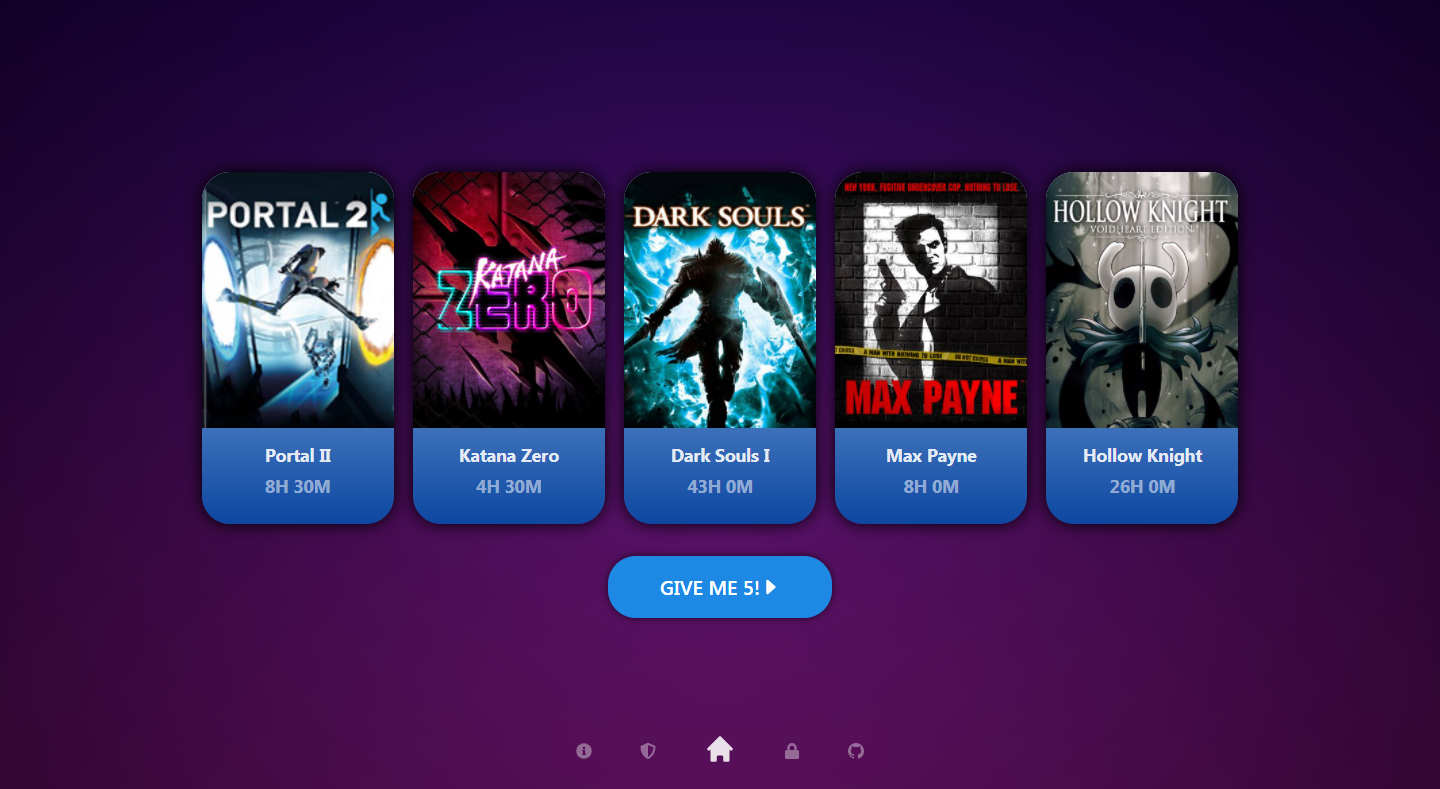 PORTAL 2
KATANA
ZERO
DARK SOULS
NEW YORK. FUGITIVE UNDERCOVER COP. NOTHING TO LOSE.
A MAN WITH NOTHING TO LOSE
DO NOT CROSS
A MAN WIT
MAX PAYNE
HOLLOW KNIGHT
VOIDHEART EDITION
Portal II
8H 30M
Katana Zero
4H 30M
Dark Souls I
43H 0M
Max Payne
8H 0M
Hollow Knight
26H 0M
GIVE ME 5!